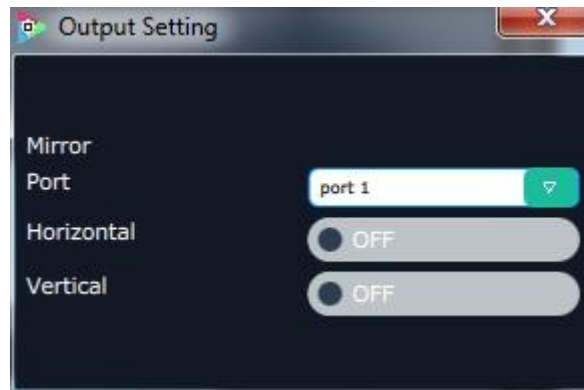 Output Setting
Mirror
Port port 1
Horizontal OFF
Vertical OFF